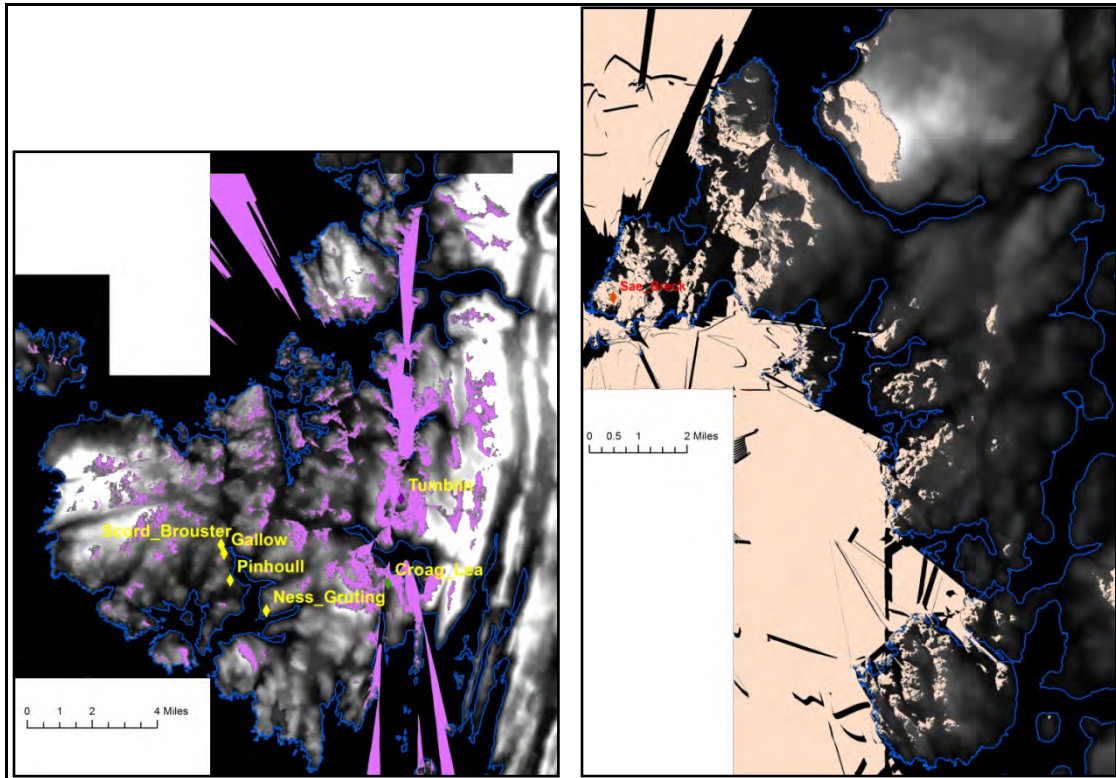 Tumblin
Scord_Brouster
Gallow
Pinhoull
Croag_Lea
Ness_Gruting
0 1 2 4 Miles
Sae_Breck
0 0.5 1 2 Miles